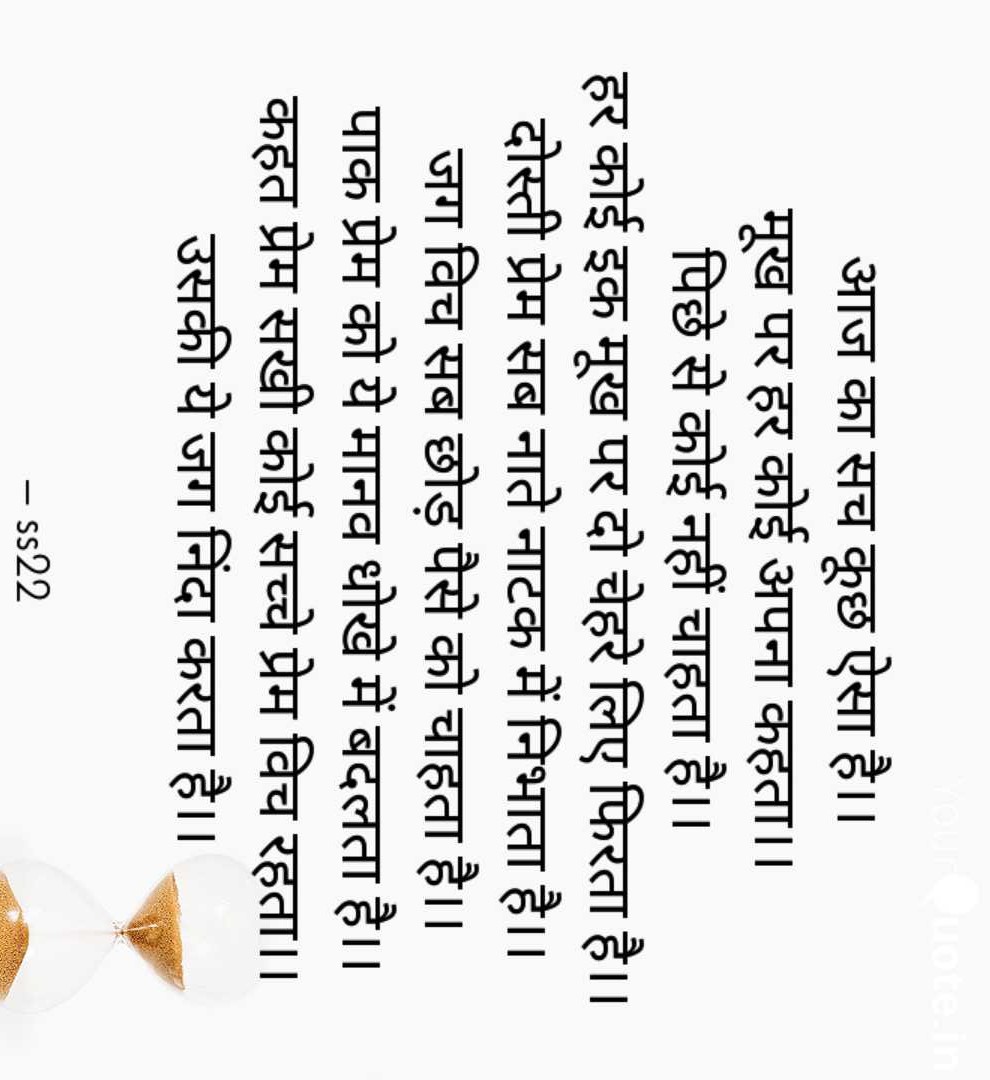 आज का सच कूछ ऐसा है।।
मूख पर हर कोई अपना कहता।।
पिछे से कोई नहीं चाहता है।।
हर कोई इक मूख पर दो चेहरे लिए फिरता है।।
दोस्ती प्रेम सब नाते नाटक में निभाता है।।
जग विच सब छोड़ पैसे को चाहता है।।
पाक प्रेम को ये मानव धोखे में बदलता है।।
कहत प्रेम सखी कोई सच्चे प्रेम विच रहता।।
उसकी ये जग निंदा करता है।।
– ss22
YourQuote.in